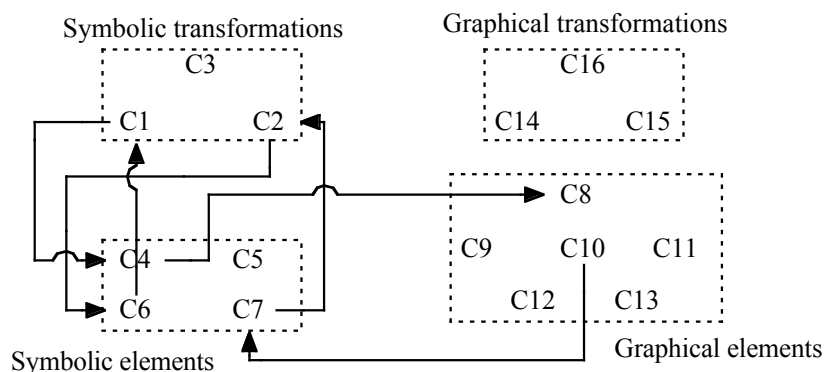 Symbolic transformations
Graphical transformations
C3
C16
C1 C2
C14 C15
C8
C4 C5
C9 C10 C11
C6 C7
C12 C13
Symbolic elements
Graphical elements